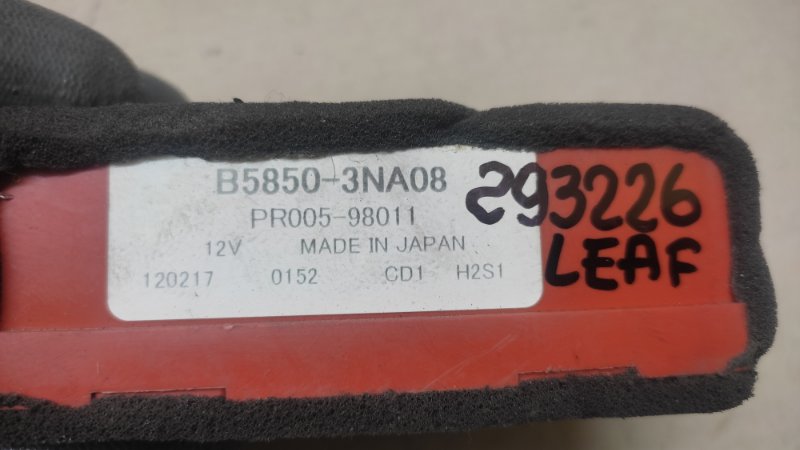 B5850-3NA08
PR005-98011
12V MADE IN JAPAN
120217 0152 CD1 H2S1
293226
LEAF